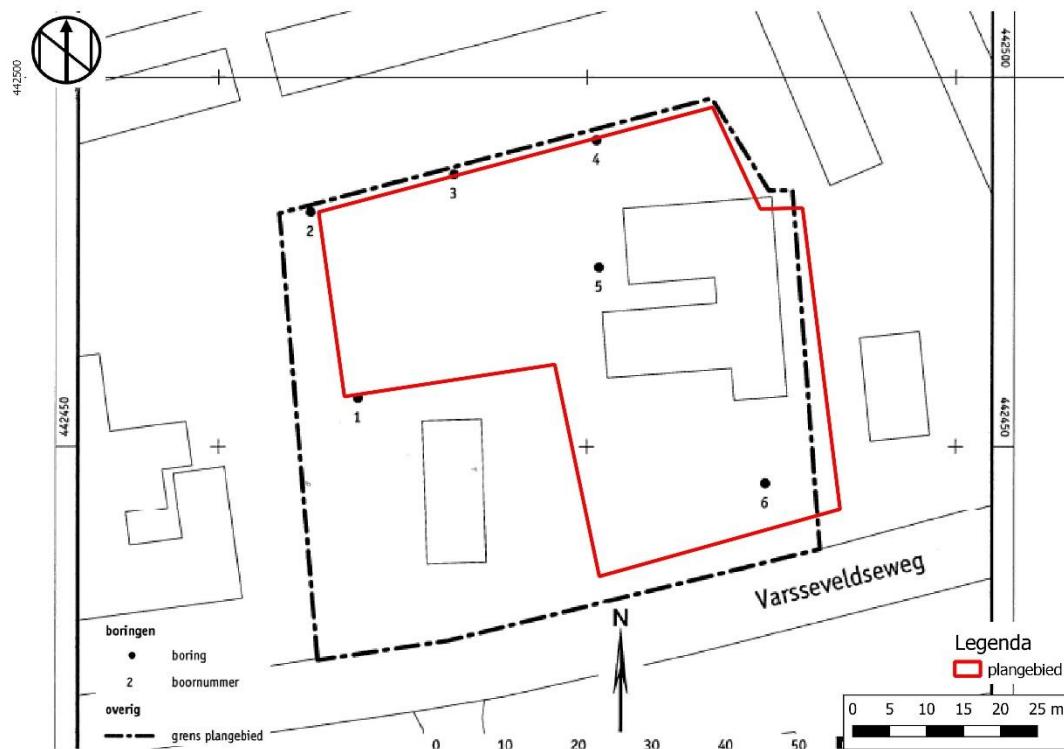 442500
442500
4
3
2
5
1
442450
442450
6
Varsseveldseweg
N
boringen
boring
2 boornummer
overig
grens plangebied
Legenda
plangebied
0 5 10 15 20 25 m
0 10 20 30 40 50